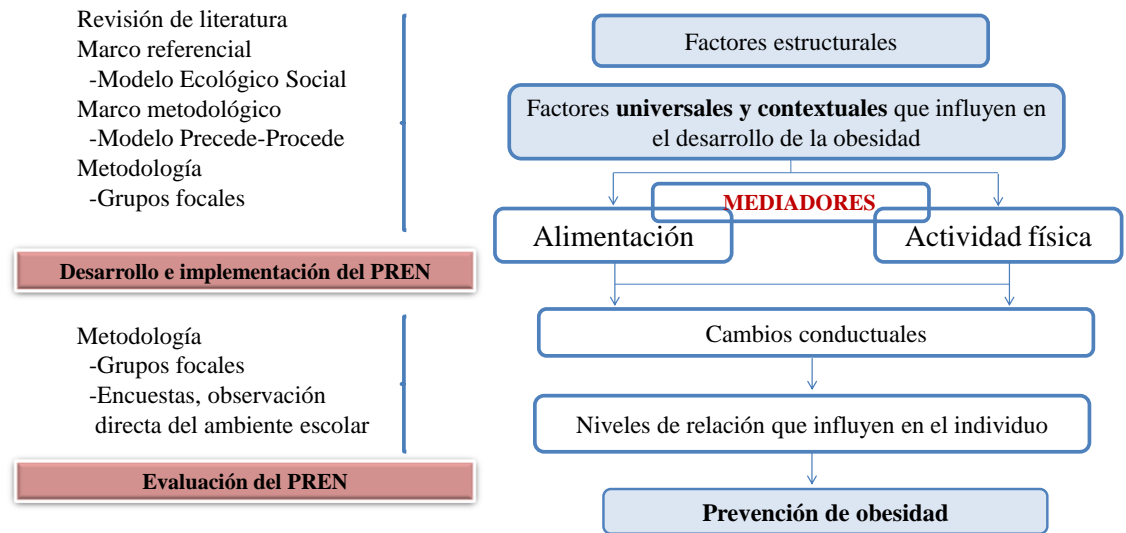 Revisión de literatura
Marco referencial
-Modelo Ecológico Social
Marco metodológico
-Modelo Precede-Procede
Metodología
-Grupos focales
Desarrollo e implementación del PREN
Metodología
-Grupos focales
-Encuestas, observación
directa del ambiente escolar
Evaluación del PREN
Factores estructurales
Factores universales y contextuales que influyen en
el desarrollo de la obesidad
MEDIADORES
Alimentación
Actividad física
Cambios conductuales
Niveles de relación que influyen en el individuo
Prevención de obesidad